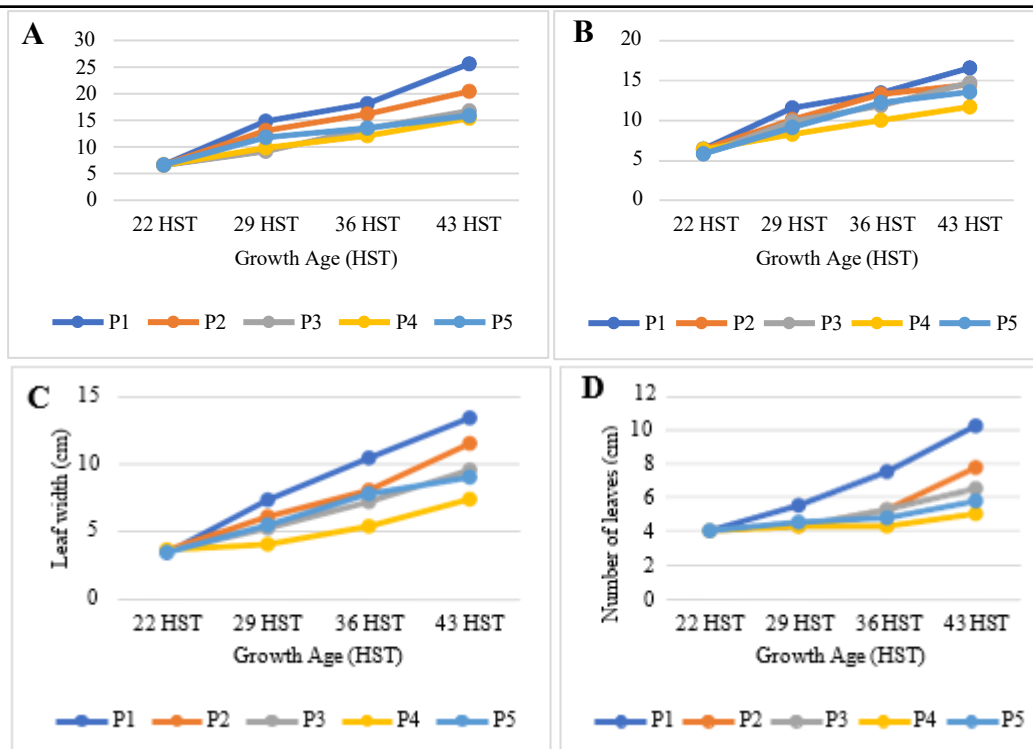 A
30
25
20
15
10
5
0
22 HST 29 HST 36 HST 43 HST
Growth Age (HST)
P1 P2 P3 P4 P5
B
20
15
10
5
0
22 HST 29 HST 36 HST 43 HST
Growth Age (HST)
P1 P2 P3 P4 P5
C
Leaf width (cm)
15
10
5
0
22 HST 29 HST 36 HST 43 HST
Growth Age (HST)
P1 P2 P3 P4 P5
D
Number of leaves (cm)
12
10
8
6
4
2
0
22 HST 29 HST 36 HST 43 HST
Growth Age (HST)
P1 P2 P3 P4 P5